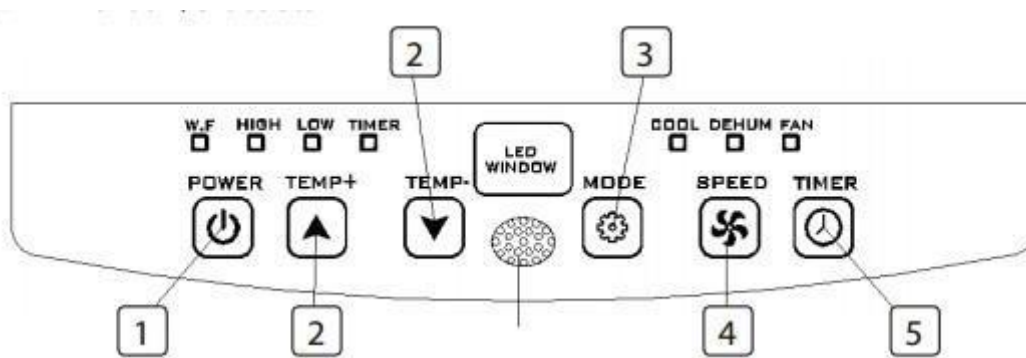 2 3
W.F HIGH LOW TIMER COOL DEHUM FAN
LED
WINDOW
POWER TEMP+ TEMP- MODE SPEED TIMER
1 2 4 5